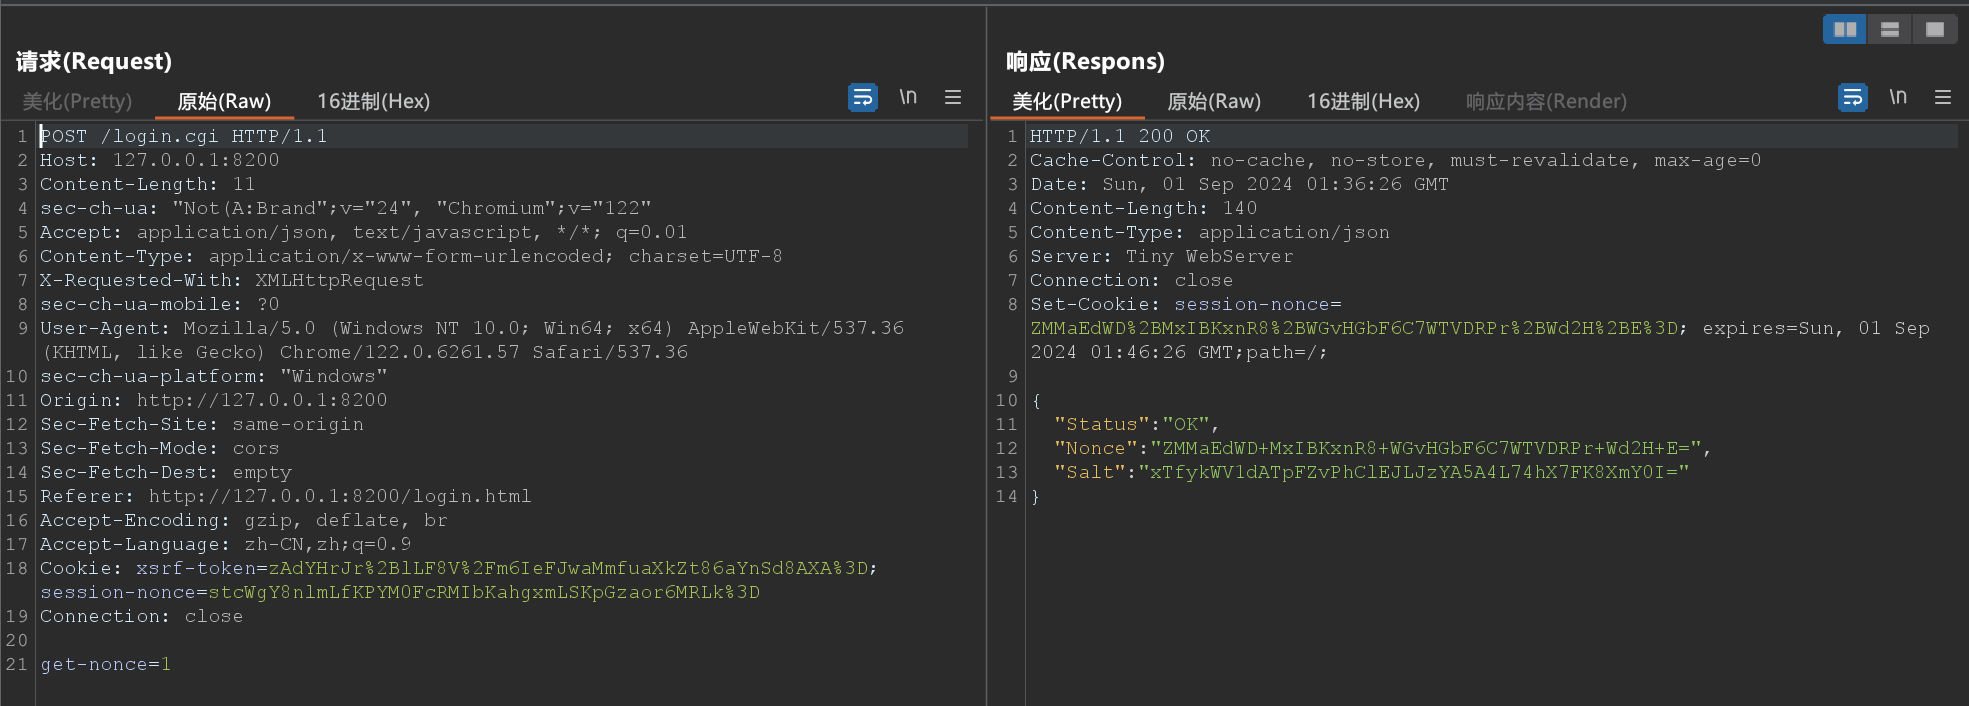 请求(Request)
美化(Pretty) 原始(Raw) 16进制(Hex) \n
1 POST /login.cgi HTTP/1.1
2 Host: 127.0.0.1:8200
3 Content-Length: 11
4 sec-ch-ua: "Not(A:Brand";v="24", "Chromium";v="122"
5 Accept: application/json, text/javascript, */*; q=0.01
6 Content-Type: application/x-www-form-urlencoded; charset=UTF-8
7 X-Requested-With: XMLHttpRequest
8 sec-ch-ua-mobile: ?0
9 User-Agent: Mozilla/5.0 (Windows NT 10.0; Win64; x64) AppleWebKit/537.36
(KHTML, like Gecko) Chrome/122.0.6261.57 Safari/537.36
10 sec-ch-ua-platform: "Windows"
11 Origin: http://127.0.0.1:8200
12 Sec-Fetch-Site: same-origin
13 Sec-Fetch-Mode: cors
14 Sec-Fetch-Dest: empty
15 Referer: http://127.0.0.1:8200/login.html
16 Accept-Encoding: gzip, deflate, br
17 Accept-Language: zh-CN,zh;q=0.9
18 Cookie: xsrf-token=zAdYHrJr%2BlLF8V%2Fm6IeFJwaMmfuaXkZt86aYnSd8AXA%3D;
session-nonce=stcWgY8nlmLfKPYM0FcRMIbKahgxmLSKpGzaor6MRLk%3D
19 Connection: close
20
21 get-nonce=1
响应(Respons)
美化(Pretty) 原始(Raw) 16进制(Hex) 响应内容(Render) \n
1 HTTP/1.1 200 OK
2 Cache-Control: no-cache, no-store, must-revalidate, max-age=0
3 Date: Sun, 01 Sep 2024 01:36:26 GMT
4 Content-Length: 140
5 Content-Type: application/json
6 Server: Tiny WebServer
7 Connection: close
8 Set-Cookie: session-nonce=
ZMMaEdWD%2BMxIBKxnR8%2BWGvHGbF6C7WTVDRPr%2BWd2H%2BE%3D; expires=Sun, 01 Sep
2024 01:46:26 GMT;path=/;
9
10 {
11 "Status":"OK",
12 "Nonce":"ZMMaEdWD+MxIBKxnR8+WGvHGbF6C7WTVDRPr+Wd2H+E=",
13 "Salt":"xTfykWV1dATpFZvPhClEJLJzYA5A4L74hX7FK8XmY0I="
14 }